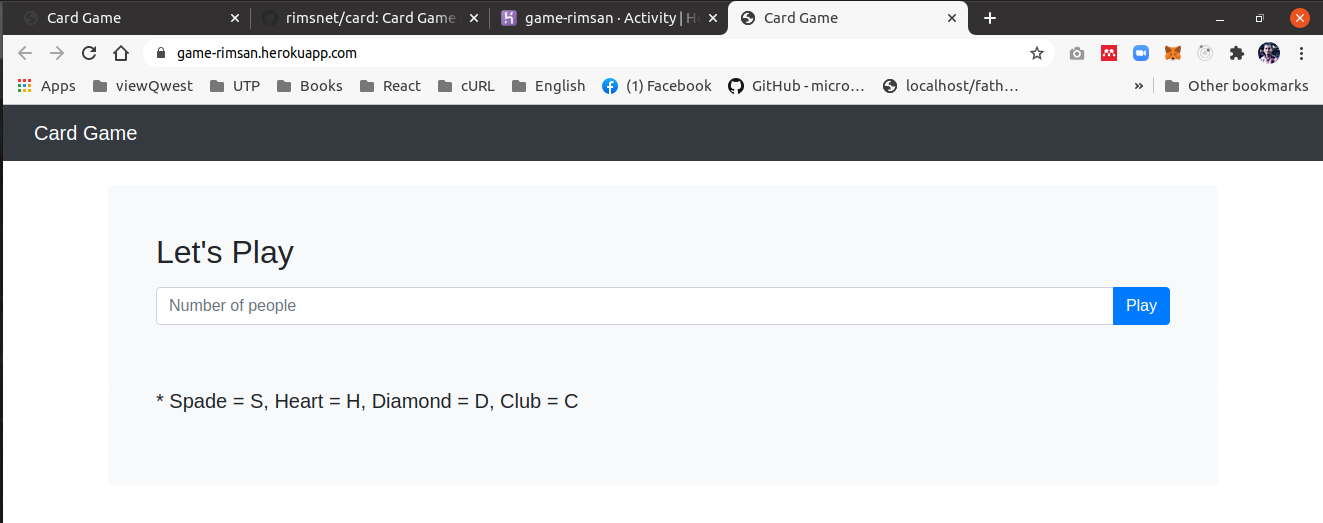 Card Game
rimsnet/card: Card Game
game-rimsan · Activity | H
Card Game
game-rimsan.herokuapp.com
Apps viewQwest UTP Books React cURL English (1) Facebook GitHub - micro… localhost/fath… » Other bookmarks
Card Game
Let's Play
Number of people
Play
* Spade = S, Heart = H, Diamond = D, Club = C